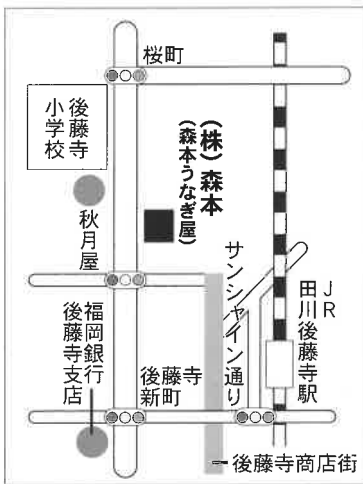 桜町
後藤寺
小学校
(株)森本
(森本うなぎ屋)
秋月屋
サンシャイン通り
JR
田川後藤寺駅
福岡銀行
後藤寺支店
後藤寺
新町
後藤寺商店街